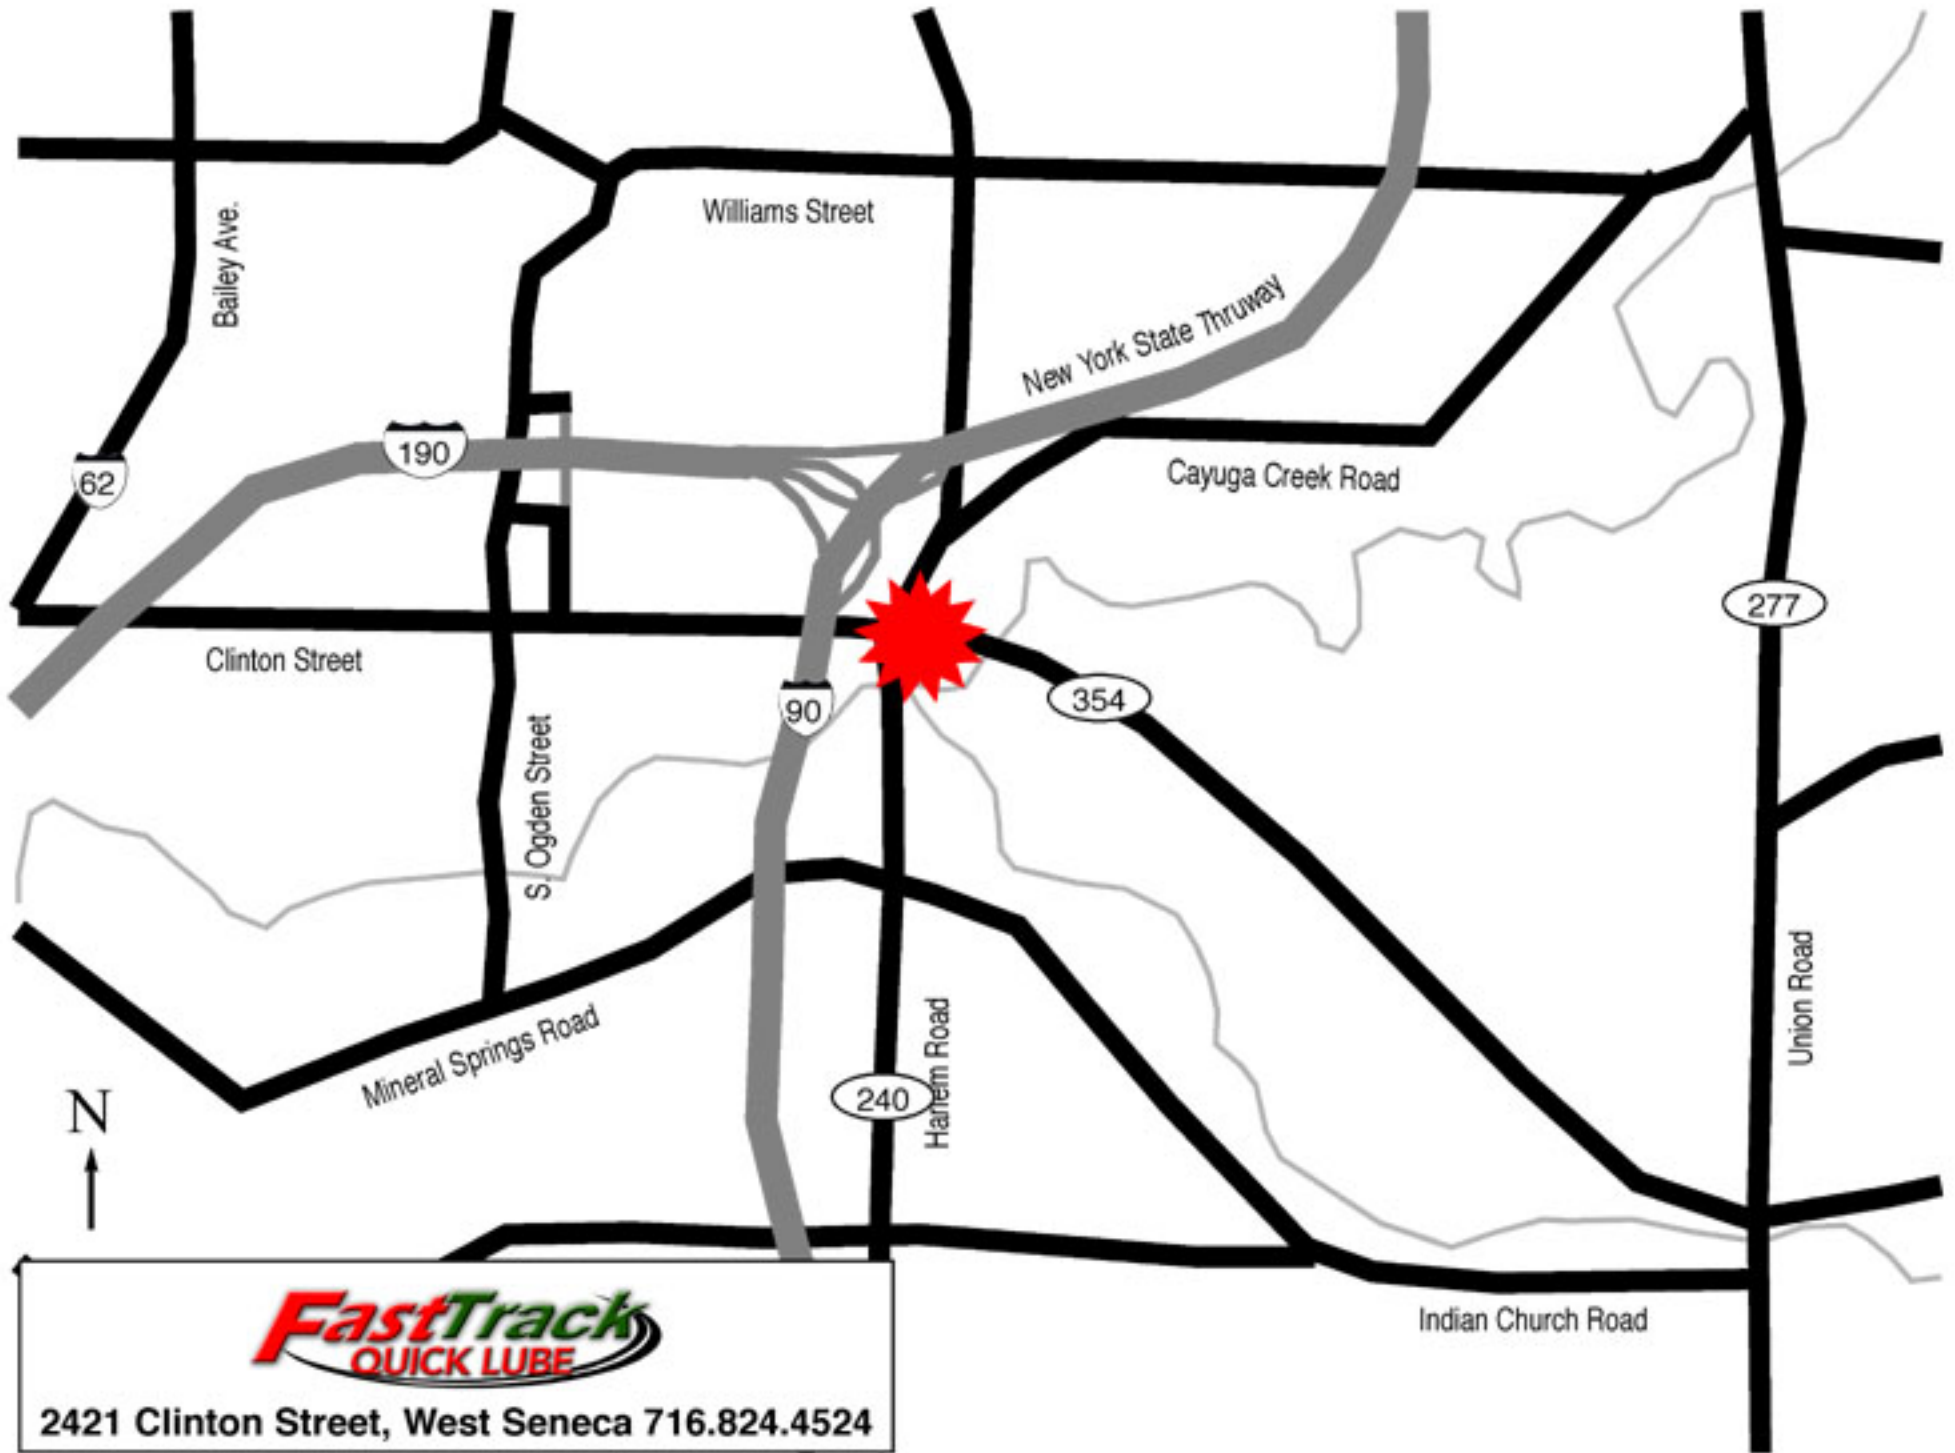 Williams Street
Bailey Ave.
New York State Thruway
190
62
Cayuga Creek Road
277
Clinton Street
354
90
S. Ogden Street
Union Road
Mineral Springs Road
Harlem Road
240
N
Indian Church Road
FastTrack
QUICK LUBE
2421 Clinton Street, West Seneca 716.824.4524